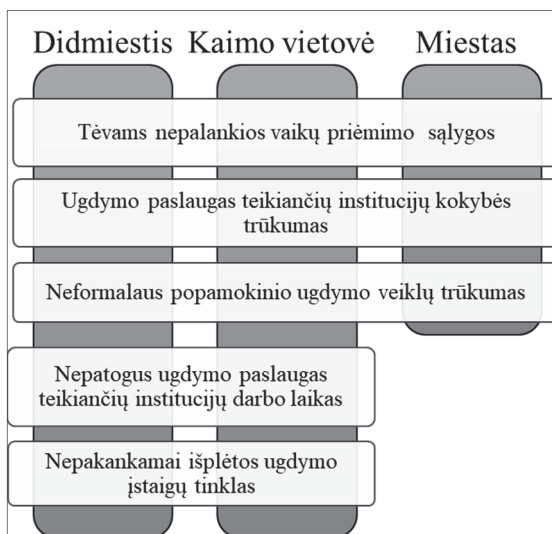 Didmiestis Kaimo vietovė Miestas
Tėvams nepalankios vaikų priėmimo sąlygos
Ugdymo paslaugas teikiančių institucijų kokybės
trūkumas
Neformalaus popamokinio ugdymo veiklų trūkumas
Nepatogus ugdymo paslaugas
teikiančių institucijų darbo laikas
Nepakankamai išplėtos ugdymo
įstaigų tinklas